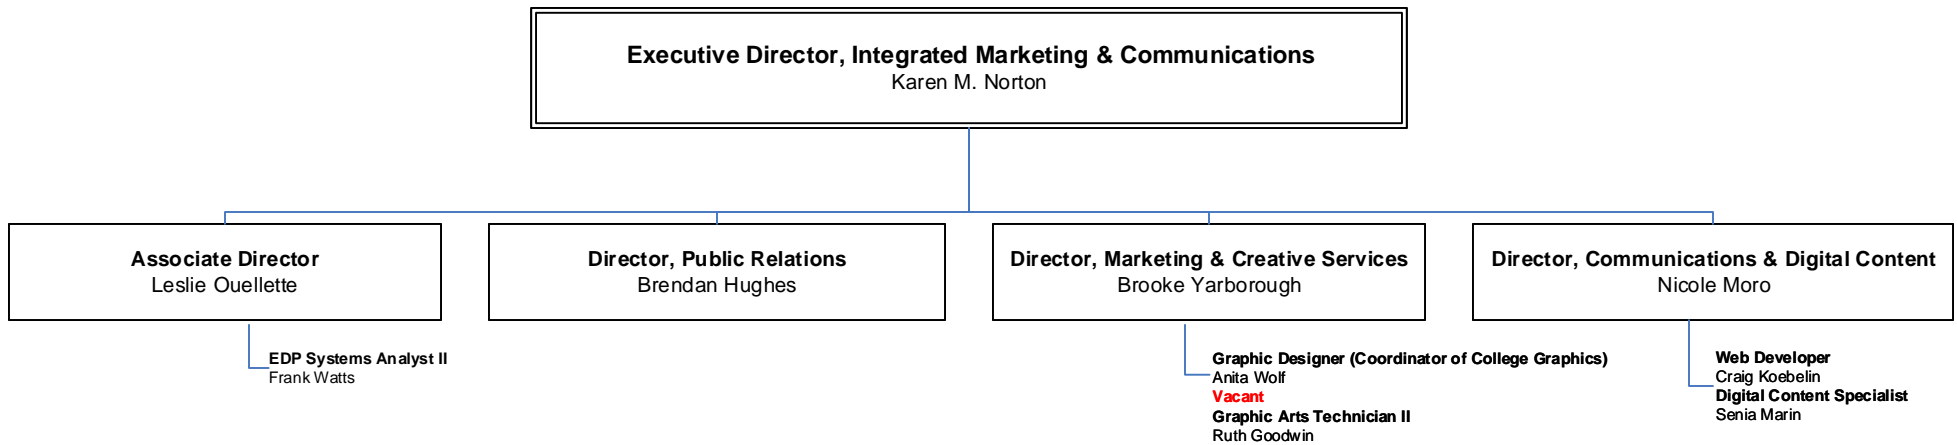 Executive Director, Integrated Marketing & Communications
Karen M. Norton
Associate Director
Leslie Ouellette
Director, Public Relations
Brendan Hughes
Director, Marketing & Creative Services
Brooke Yarborough
Director, Communications & Digital Content
Nicole Moro
EDP Systems Analyst II
Frank Watts
Graphic Designer (Coordinator of College Graphics)
Anita Wolf
Vacant
Graphic Arts Technician II
Ruth Goodwin
Web Developer
Craig Koebelin
Digital Content Specialist
Senia Marin